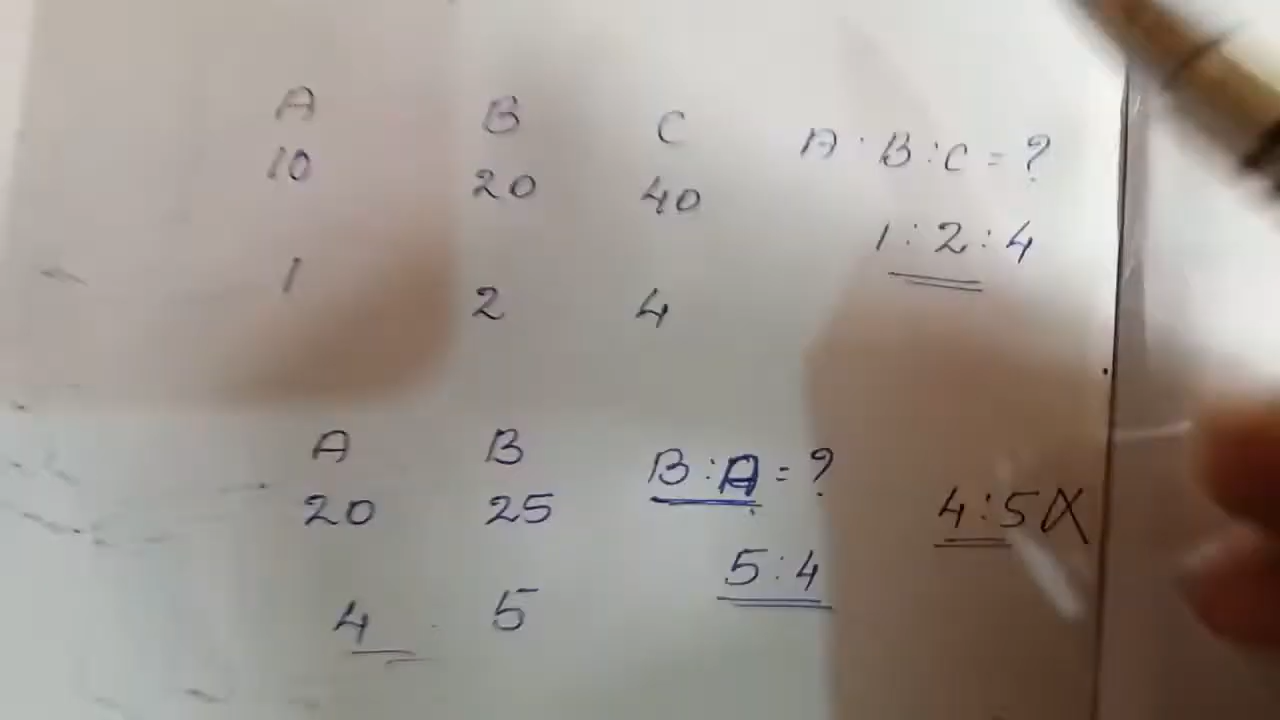 A B C A : B : C = ?
10 20 40
1 : 2 : 4
1 2 4
A B B : A = ?
20 25 4 : 5 X
5 : 4
4 5